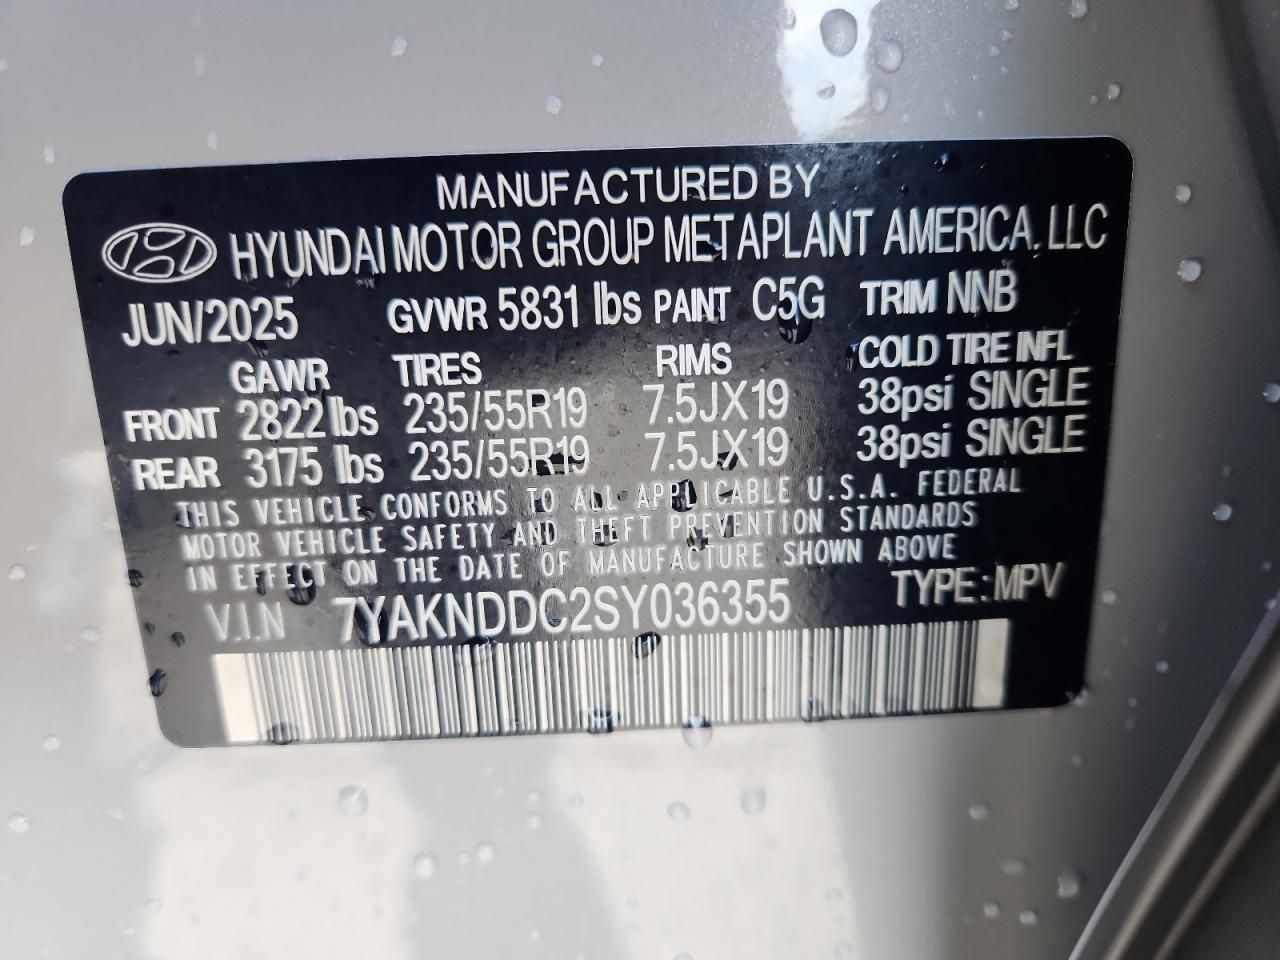 MANUFACTURED BY
HYUNDAI MOTOR GROUP METAPLANT AMERICA, LLC
JUN/2025 GVWR 5831 lbs PAINT C5G TRIM NNB
GAWR TIRES RIMS COLD TIRE INFL
FRONT 2822 lbs 235/55R19 7.5JX19 38psi SINGLE
REAR 3175 lbs 235/55R19 7.5JX19 38psi SINGLE
THIS VEHICLE CONFORMS TO ALL APPLICABLE U.S.A. FEDERAL
MOTOR VEHICLE SAFETY AND THEFT PREVENTION STANDARDS
IN EFFECT ON THE DATE OF MANUFACTURE SHOWN ABOVE
V.I.N 7YAKNDDC2SY036355 TYPE: MPV